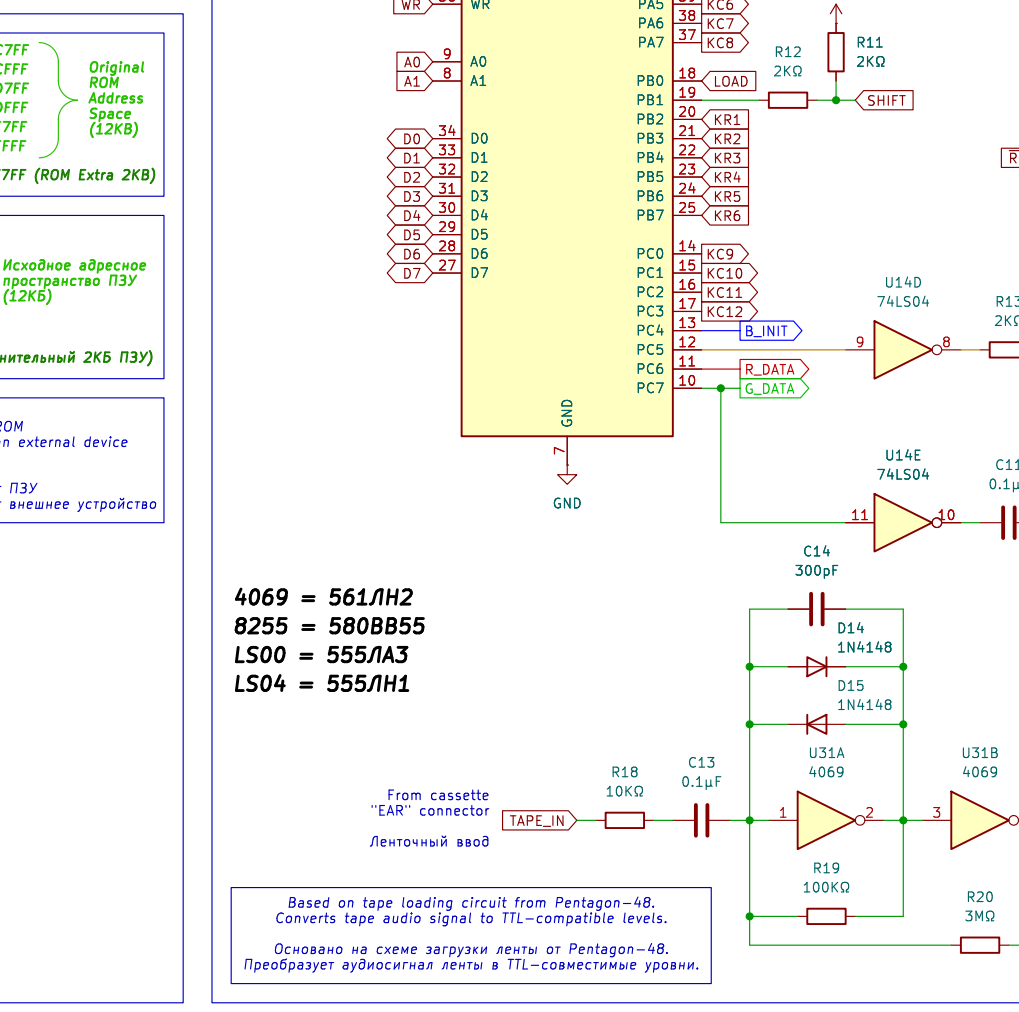 C7FF
CFFF
D7FF
DFFF
7FF
FFF
Original
ROM
Address
Space
(12KB)
7FF (ROM Extra 2KB)
Исходное адресное
пространство ПЗУ
(12КБ)
нительный 2КБ ПЗУ)
ROM
n external device
ПЗУ
внешнее устройство
WR
WR
A0 9 A0
A1 8 A1
D0 34 D0
D1 33 D1
D2 32 D2
D3 31 D3
D4 30 D4
D5 29 D5
D6 28 D6
D7 27 D7
PA5 KC6
PA6 38 KC7
PA7 37 KC8
PB0 18 LOAD
PB1 19
PB2 20 KR1
PB3 21 KR2
PB4 22 KR3
PB5 23 KR4
PB6 24 KR5
PB7 25 KR6
PC0 14 KC9
PC1 15 KC10
PC2 16 KC11
PC3 17 KC12
PC4 13 B_INIT
PC5 12
PC6 11 R_DATA
PC7 10 G_DATA
GND
7
GND
R12
2KΩ
R11
2KΩ
SHIFT
R
U14D
74LS04
9 8
R13
2KΩ
U14E
74LS04
11 10
C11
0.1μ
4069 = 561ЛН2
8255 = 580ВВ55
LS00 = 555ЛА3
LS04 = 555ЛН1
C14
300pF
D14
1N4148
D15
1N4148
U31A
4069
1 2
U31B
4069
3
C13
0.1μF
R18
10KΩ
From cassette
"EAR" connector
Ленточный ввод
TAPE_IN
R19
100KΩ
R20
3MΩ
Based on tape loading circuit from Pentagon-48.
Converts tape audio signal to TTL-compatible levels.
Основано на схеме загрузки ленты от Pentagon-48.
Преобразует аудиосигнал ленты в TTL-совместимые уровни.